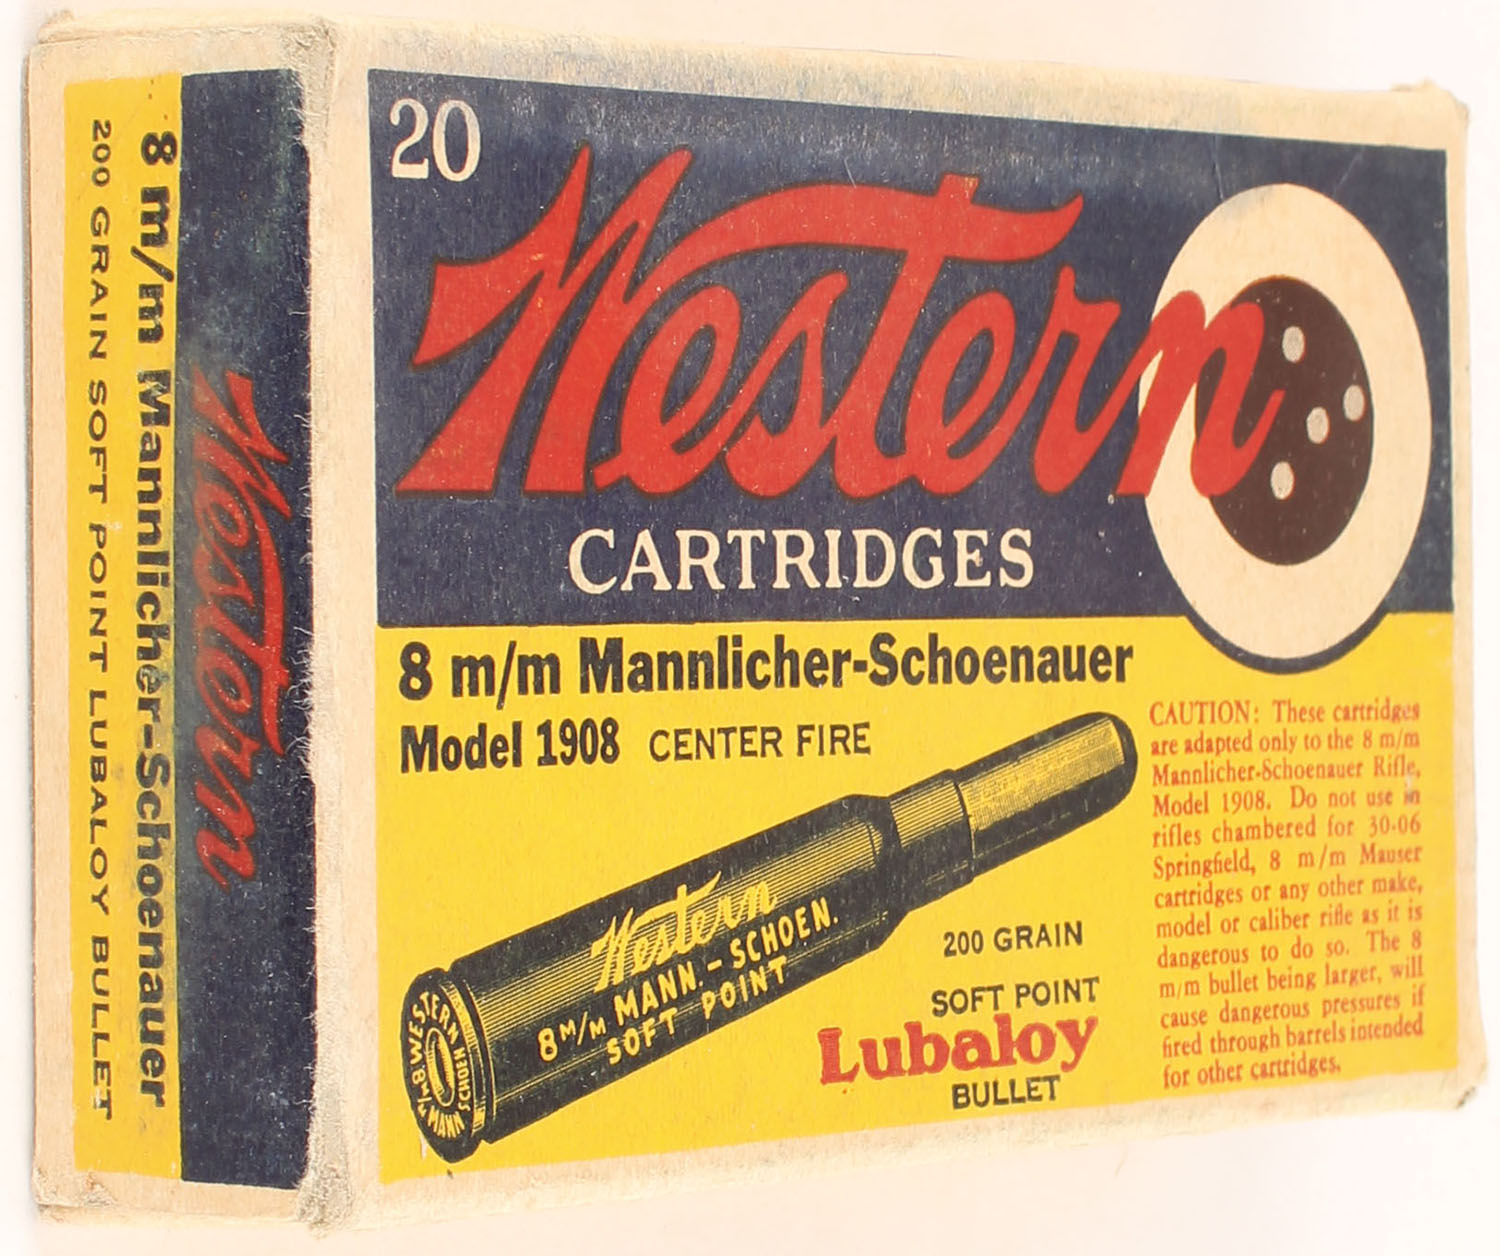 20
Western
CARTRIDGES
8 m/m Mannlicher-Schoenauer
Model 1908 CENTER FIRE
Western
8 M/M MANN.-SCHOEN.
SOFT POINT
WESTERN
8 M/M
MANN
SCHOEN
200 GRAIN
SOFT POINT
Lubaloy
BULLET
CAUTION: These cartridges
are adapted only to the 8 m/m
Mannlicher-Schoenauer Rifle,
Model 1908. Do not use in
rifles chambered for 30-06
Springfield, 8 m/m Mauser
cartridges or any other make,
model or caliber rifle as it is
dangerous to do so. The 8
m/m bullet being larger, will
cause dangerous pressures if
fired through barrels intended
for other cartridges.
Western
8 m/m Mannlicher-Schoenauer
200 GRAIN SOFT POINT LUBALOY BULLET